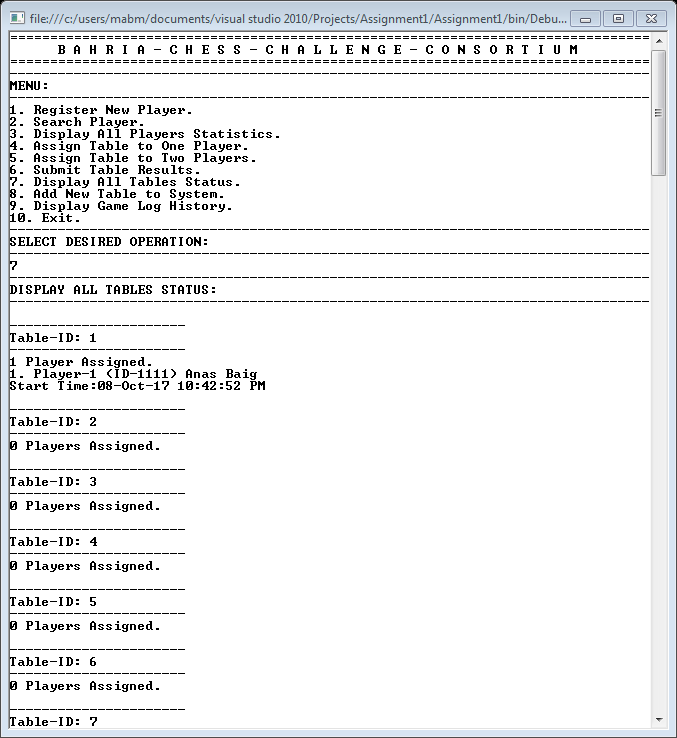 file:///c:/users/mabm/documents/visual studio 2010/Projects/Assignment1/Assignment1/bin/Debu...
B A H R I A - C H E S S - C H A L L E N G E - C O N S O R T I U M
MENU:
1. Register New Player.
2. Search Player.
3. Display All Players Statistics.
4. Assign Table to One Player.
5. Assign Table to Two Players.
6. Submit Table Results.
7. Display All Tables Status.
8. Add New Table to System.
9. Display Game Log History.
10. Exit.
SELECT DESIRED OPERATION:
7
DISPLAY ALL TABLES STATUS:
Table-ID: 1
1 Player Assigned.
1. Player-1 (ID-1111) Anas Baig
Start Time:08-Oct-17 10:42:52 PM
Table-ID: 2
0 Players Assigned.
Table-ID: 3
0 Players Assigned.
Table-ID: 4
0 Players Assigned.
Table-ID: 5
0 Players Assigned.
Table-ID: 6
0 Players Assigned.
Table-ID: 7